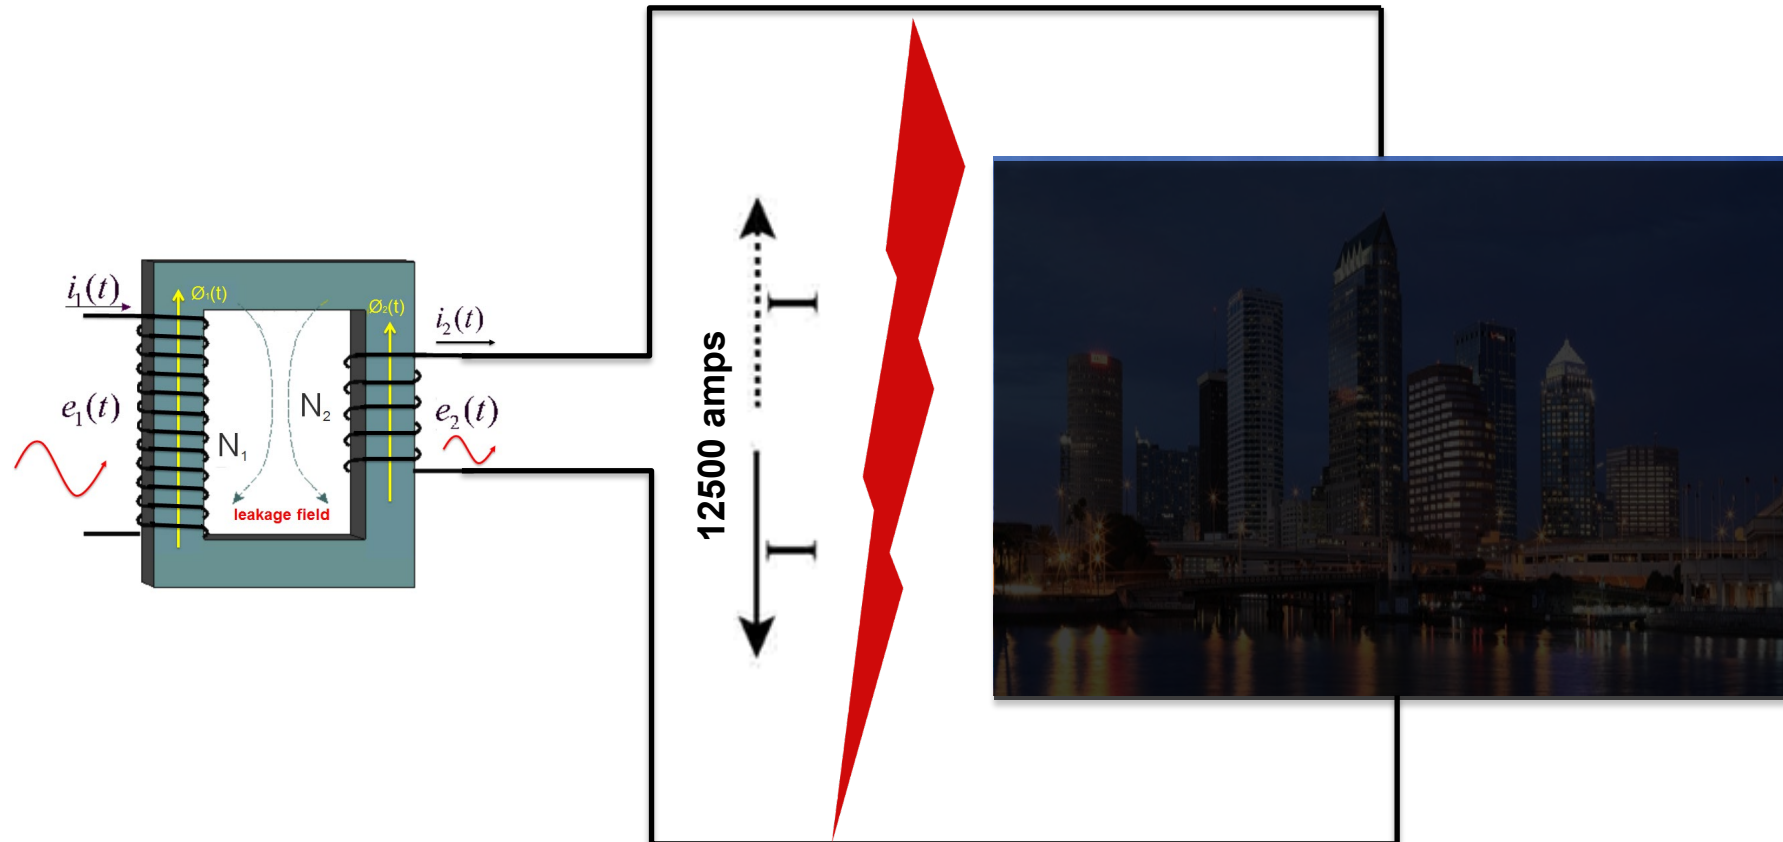 i₁(t)
Ø₁(t)
Ø₂(t)
i₂(t)
e₁(t)
N₁
N₂
e₂(t)
leakage field
12500 amps